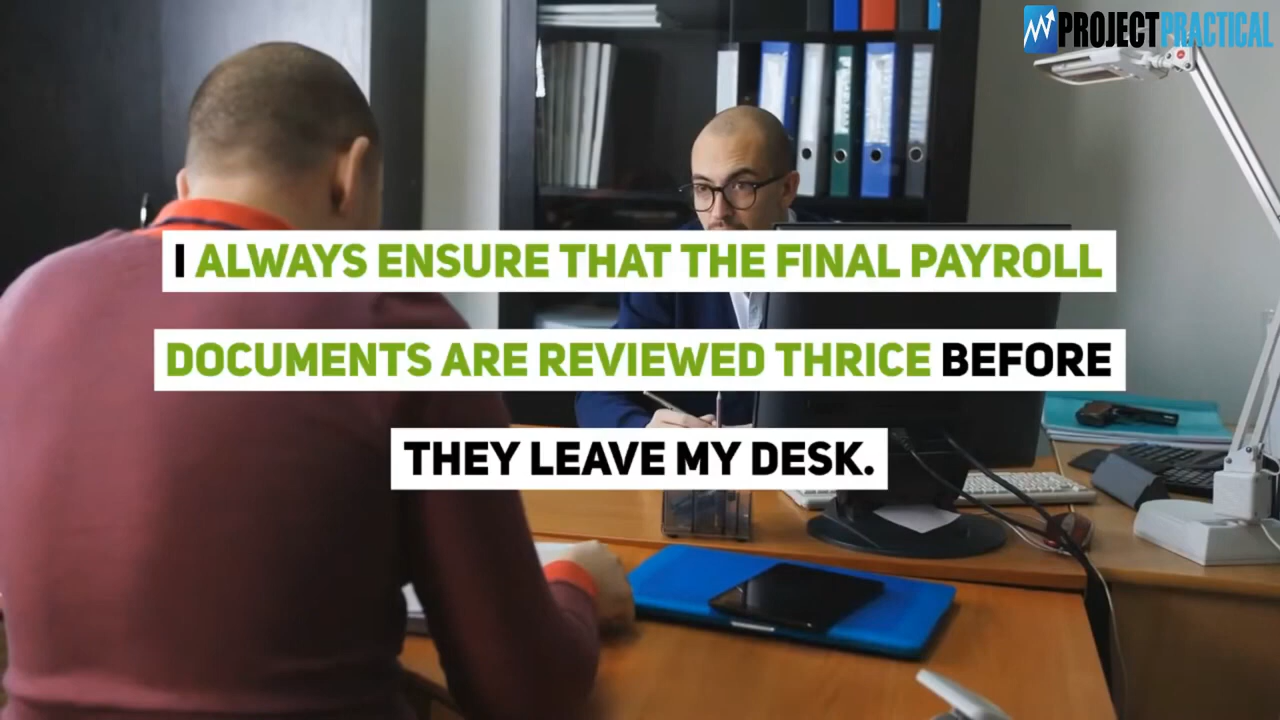 PROJECTPRACTICAL
I ALWAYS ENSURE THAT THE FINAL PAYROLL
DOCUMENTS ARE REVIEWED THRICE BEFORE
THEY LEAVE MY DESK.